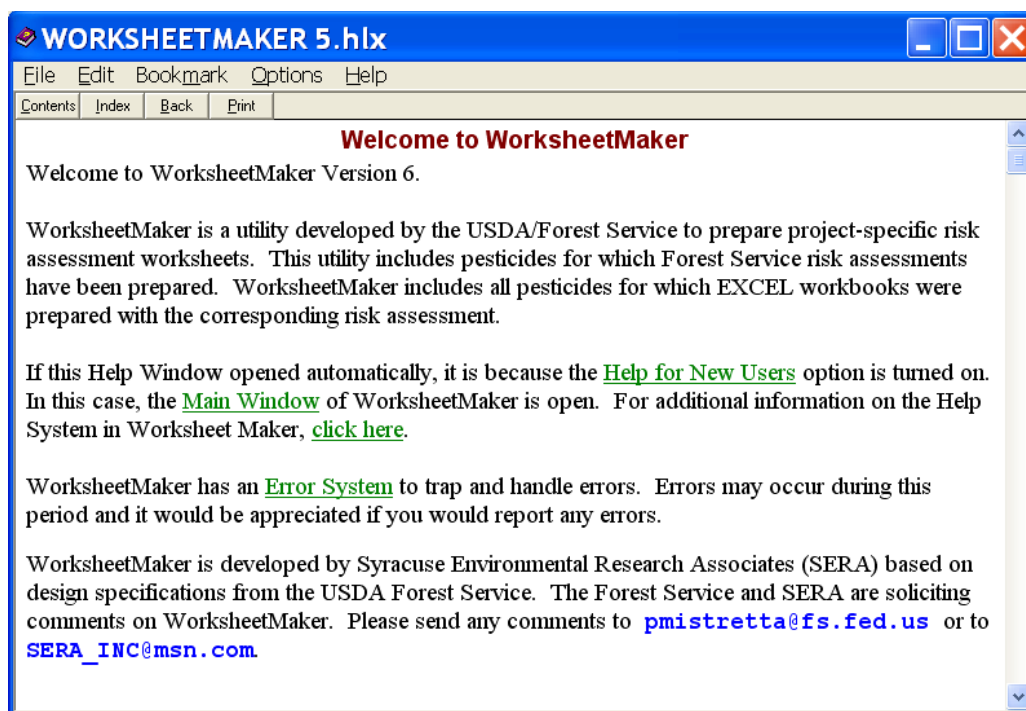 WORKSHEETMAKER 5.hlx
File Edit Bookmark Options Help
Contents Index Back Print
Welcome to WorksheetMaker
Welcome to WorksheetMaker Version 6.
WorksheetMaker is a utility developed by the USDA/Forest Service to prepare project-specific risk
assessment worksheets. This utility includes pesticides for which Forest Service risk assessments
have been prepared. WorksheetMaker includes all pesticides for which EXCEL workbooks were
prepared with the corresponding risk assessment.
If this Help Window opened automatically, it is because the Help for New Users option is turned on.
In this case, the Main Window of WorksheetMaker is open. For additional information on the Help
System in Worksheet Maker, click here.
WorksheetMaker has an Error System to trap and handle errors. Errors may occur during this
period and it would be appreciated if you would report any errors.
WorksheetMaker is developed by Syracuse Environmental Research Associates (SERA) based on
design specifications from the USDA Forest Service. The Forest Service and SERA are soliciting
comments on WorksheetMaker. Please send any comments to pmistretta@fs.fed.us or to
SERA_INC@msn.com.